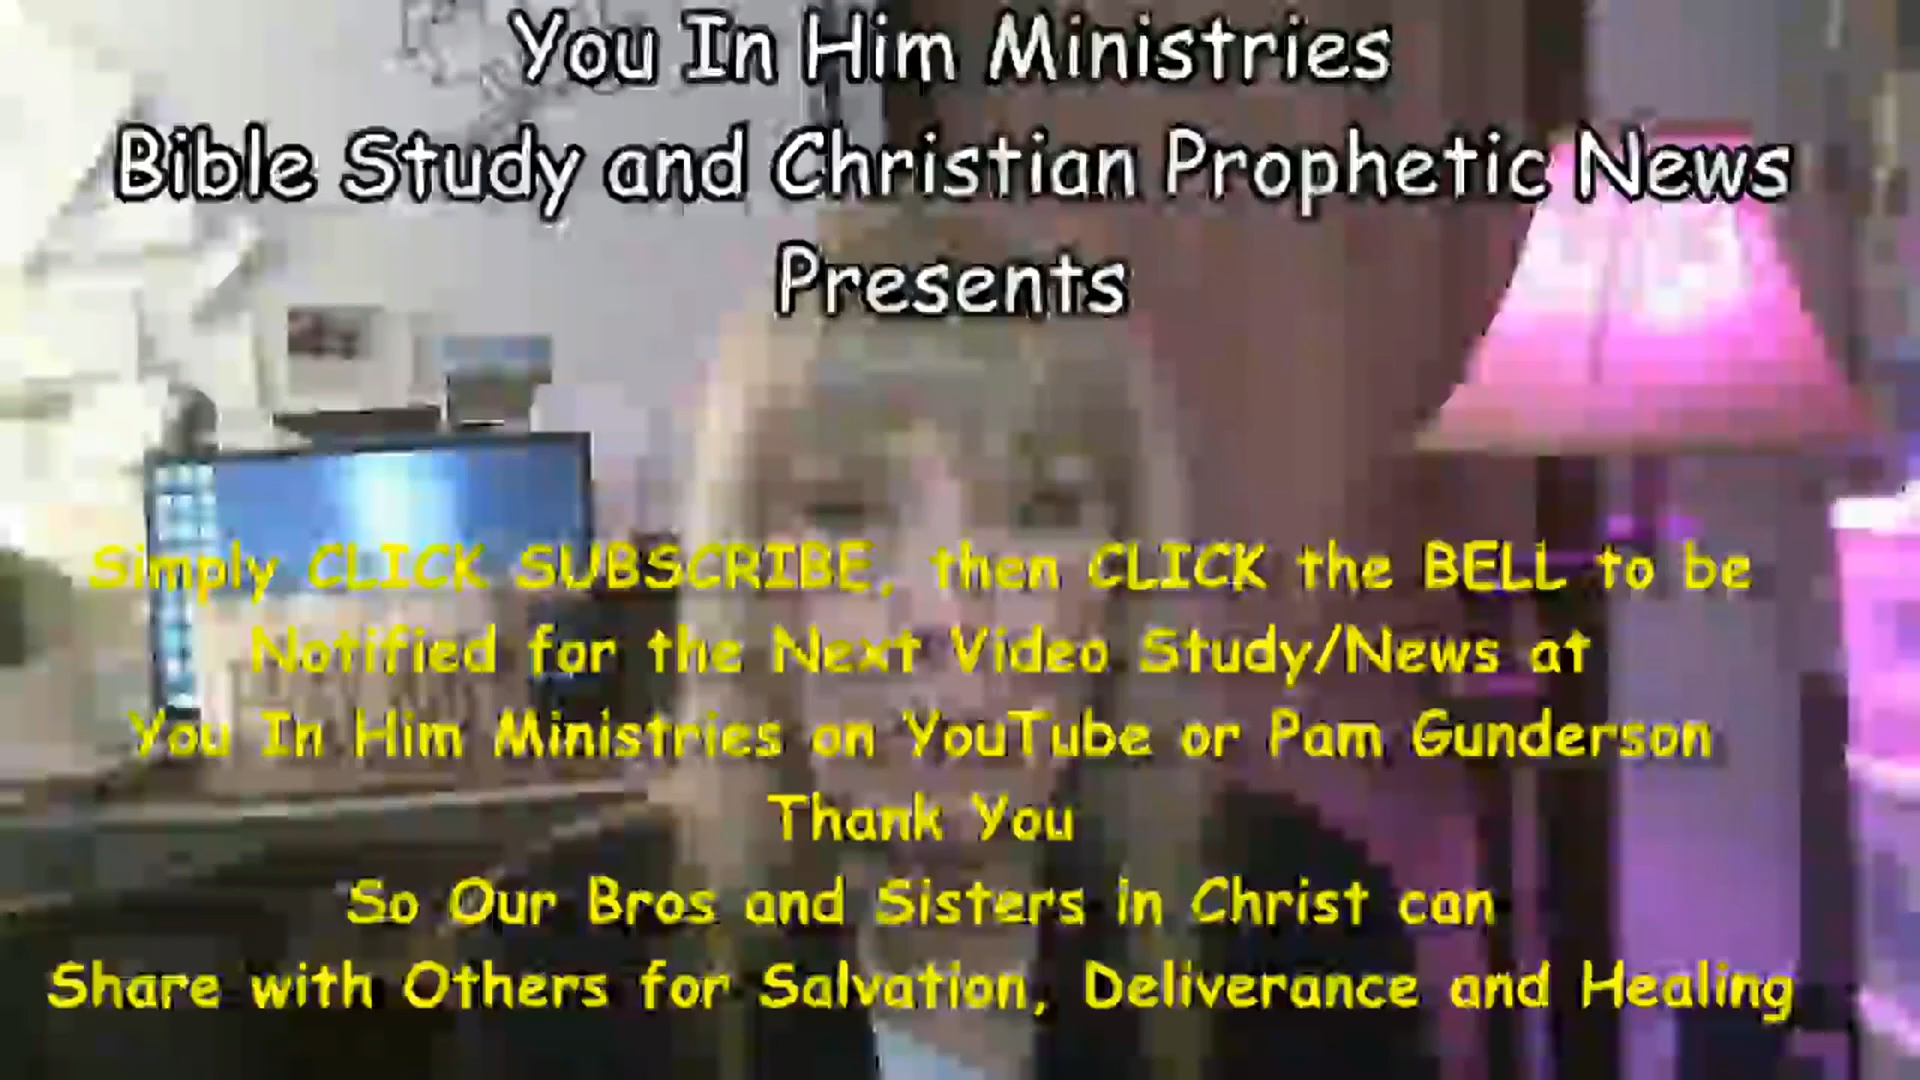 You In Him Ministries
Bible Study and Christian Prophetic News
Presents
Simply CLICK SUBSCRIBE, then CLICK the BELL to be
Notified for the Next Video Study/News at
You In Him Ministries on YouTube or Pam Gunderson
Thank You
So Our Bros and Sisters in Christ can
Share with Others for Salvation, Deliverance and Healing